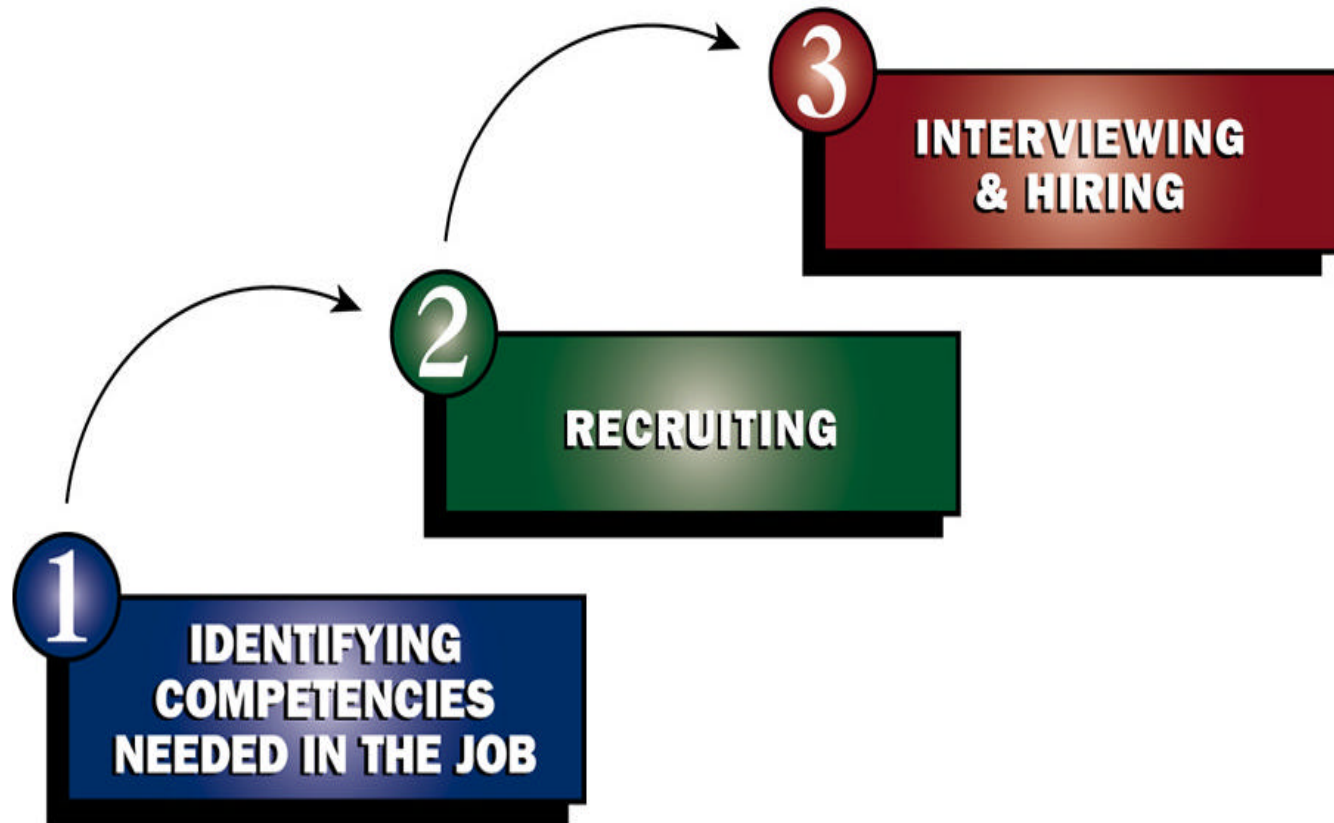 1
IDENTIFYING
COMPETENCIES
NEEDED IN THE JOB
2
RECRUITING
3
INTERVIEWING
& HIRING